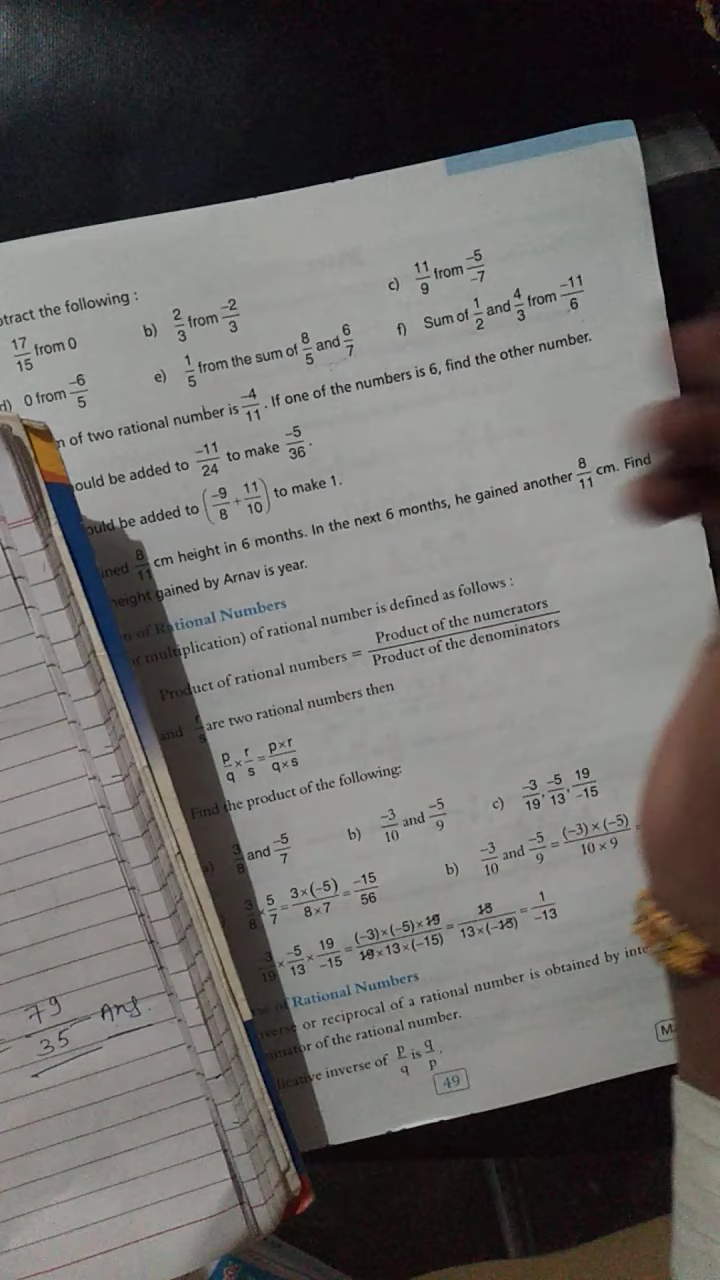 the following :
17/15 from 0 b) 2/3 from -2/3 c) 11/9 from -5/-7
d) 0 from -6/5 e) 1/5 from the sum of 8/5 and 6/7 f) Sum of 1/2 and 4/3 from -11/6
of two rational number is -4/11. If one of the numbers is 6, find the other number.
be added to -11/24 to make -5/36.
be added to (-9/8 + 11/10) to make 1.
8/11 cm height in 6 months. In the next 6 months, he gained another 8/11 cm. Find
height gained by Arnav is year.
of Rational Numbers
multiplication) of rational number is defined as follows :
Product of rational numbers = Product of the numerators / Product of the denominators
and r/s are two rational numbers then
p/q × r/s = p×r / q×s
Find the product of the following:
3/8 and -5/7 b) -3/10 and -5/9 c) -3/19, -5/13, 19/-15
3/8 × 5/7 = 3×(-5) / 8×7 = -15/56 b) -3/10 and -5/9 = (-3)×(-5) / 10×9 =
3/19 × -5/13 × 19/-15 = (-3)×(-5)×19 / 19×13×(-15) = 15 / 13×(-15) = 1/-13
of Rational Numbers
or reciprocal of a rational number is obtained by
of the rational number.
inverse of p/q is q/p.
49
= 79/35 Ans.